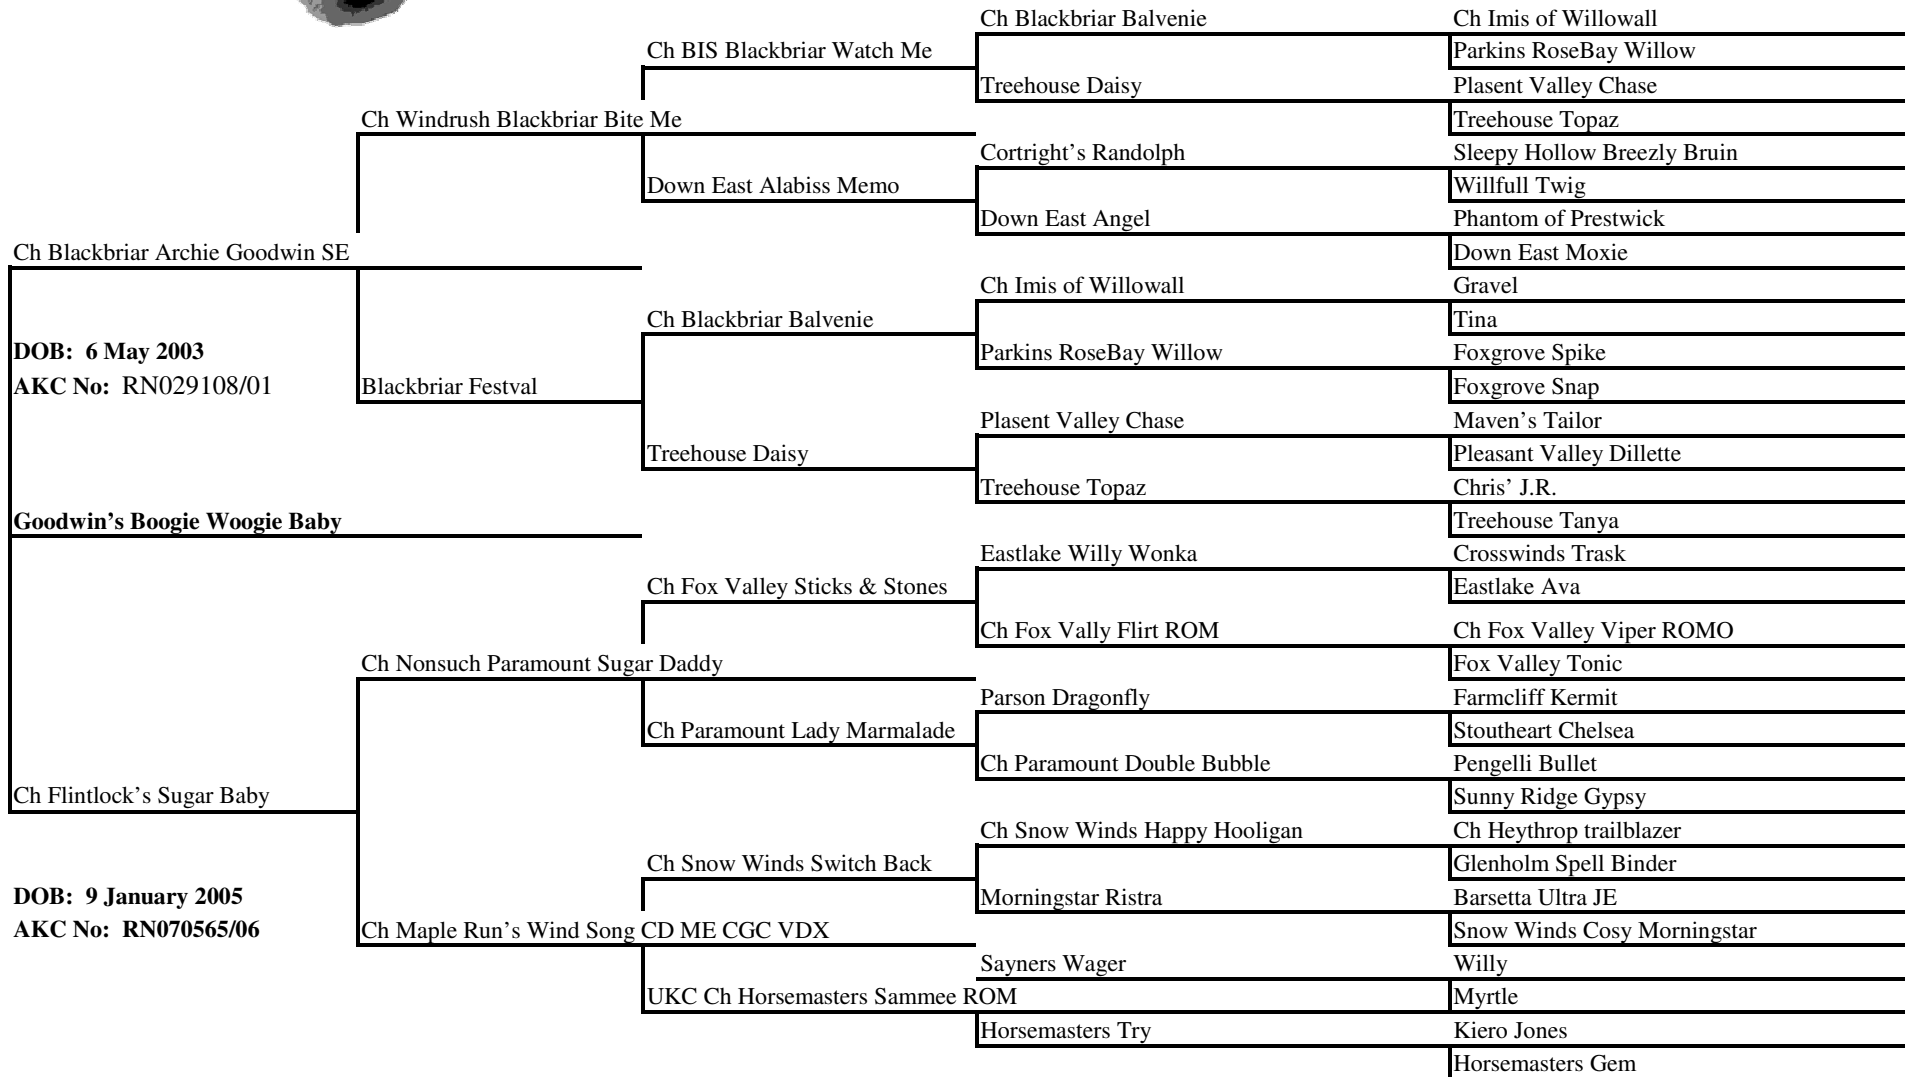 Ch Blackbriar Balvenie
Ch Imis of Willowall
Ch BIS Blackbriar Watch Me
Parkins RoseBay Willow
Treehouse Daisy
Plasent Valley Chase
Ch Windrush Blackbriar Bite Me
Treehouse Topaz
Cortright's Randolph
Sleepy Hollow Breezly Bruin
Down East Alabiss Memo
Willfull Twig
Down East Angel
Phantom of Prestwick
Ch Blackbriar Archie Goodwin SE
Down East Moxie
Ch Imis of Willowall
Gravel
Ch Blackbriar Balvenie
Tina
DOB: 6 May 2003
Parkins RoseBay Willow
Foxgrove Spike
AKC No: RN029108/01
Blackbriar Festval
Foxgrove Snap
Plasent Valley Chase
Maven's Tailor
Treehouse Daisy
Pleasant Valley Dillette
Treehouse Topaz
Chris' J.R.
Goodwin's Boogie Woogie Baby
Treehouse Tanya
Eastlake Willy Wonka
Crosswinds Trask
Ch Fox Valley Sticks & Stones
Eastlake Ava
Ch Fox Vally Flirt ROM
Ch Fox Valley Viper ROMO
Ch Nonsuch Paramount Sugar Daddy
Fox Valley Tonic
Parson Dragonfly
Farmcliff Kermit
Ch Paramount Lady Marmalade
Stoutheart Chelsea
Ch Paramount Double Bubble
Pengelli Bullet
Ch Flintlock's Sugar Baby
Sunny Ridge Gypsy
Ch Snow Winds Happy Hooligan
Ch Heythrop trailblazer
Ch Snow Winds Switch Back
Glenholm Spell Binder
DOB: 9 January 2005
Morningstar Ristra
Barsetta Ultra JE
AKC No: RN070565/06
Ch Maple Run's Wind Song CD ME CGC VDX
Snow Winds Cosy Morningstar
Sayners Wager
Willy
UKC Ch Horsemasters Sammee ROM
Myrtle
Horsemasters Try
Kiero Jones
Horsemasters Gem